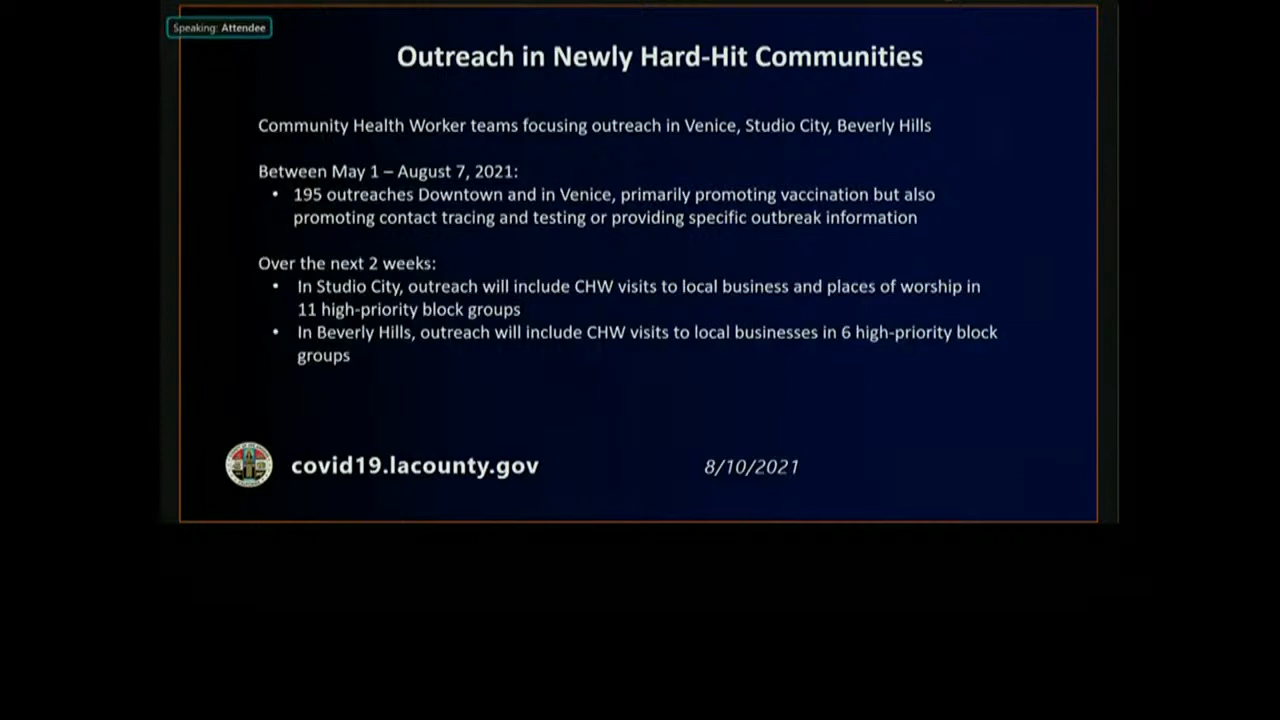 Speaking: Attendee
Outreach in Newly Hard-Hit Communities
Community Health Worker teams focusing outreach in Venice, Studio City, Beverly Hills
Between May 1 – August 7, 2021:
• 195 outreaches Downtown and in Venice, primarily promoting vaccination but also
promoting contact tracing and testing or providing specific outbreak information
Over the next 2 weeks:
• In Studio City, outreach will include CHW visits to local business and places of worship in
11 high-priority block groups
• In Beverly Hills, outreach will include CHW visits to local businesses in 6 high-priority block
groups
covid19.lacounty.gov
8/10/2021